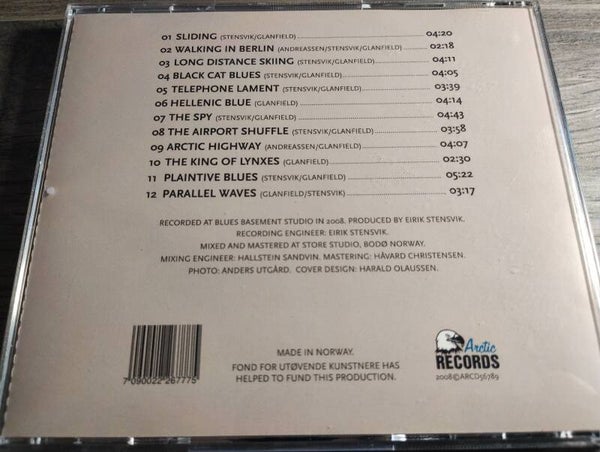 01 SLIDING (STENSVIK/GLANFIELD) 04:20
02 WALKING IN BERLIN (ANDREASSEN/STENSVIK/GLANFIELD) 02:18
03 LONG DISTANCE SKIING (STENSVIK/GLANFIELD) 04:11
04 BLACK CAT BLUES (STENSVIK/GLANFIELD) 04:05
05 TELEPHONE LAMENT (STENSVIK/GLANFIELD) 03:39
06 HELLENIC BLUE (GLANFIELD) 04:14
07 THE SPY (STENSVIK/GLANFIELD) 04:43
08 THE AIRPORT SHUFFLE (STENSVIK/GLANFIELD) 03:58
09 ARCTIC HIGHWAY (ANDREASSEN/GLANFIELD) 04:07
10 THE KING OF LYNXES (GLANFIELD) 02:30
11 PLAINTIVE BLUES (STENSVIK/GLANFIELD) 05:22
12 PARALLEL WAVES (GLANFIELD/STENSVIK) 03:17
RECORDED AT BLUES BASEMENT STUDIO IN 2008. PRODUCED BY EIRIK STENSVIK.
RECORDING ENGINEER: EIRIK STENSVIK.
MIXED AND MASTERED AT STORE STUDIO, BODØ NORWAY.
MIXING ENGINEER: HALLSTEIN SANDVIN. MASTERING: HÅVARD CHRISTENSEN.
PHOTO: ANDERS UTGÅRD. COVER DESIGN: HARALD OLAUSSEN.
7 090022 267775
MADE IN NORWAY.
FOND FOR UTØVENDE KUNSTNERE HAS
HELPED TO FUND THIS PRODUCTION.
Arctic
RECORDS
2008©ARCD56789